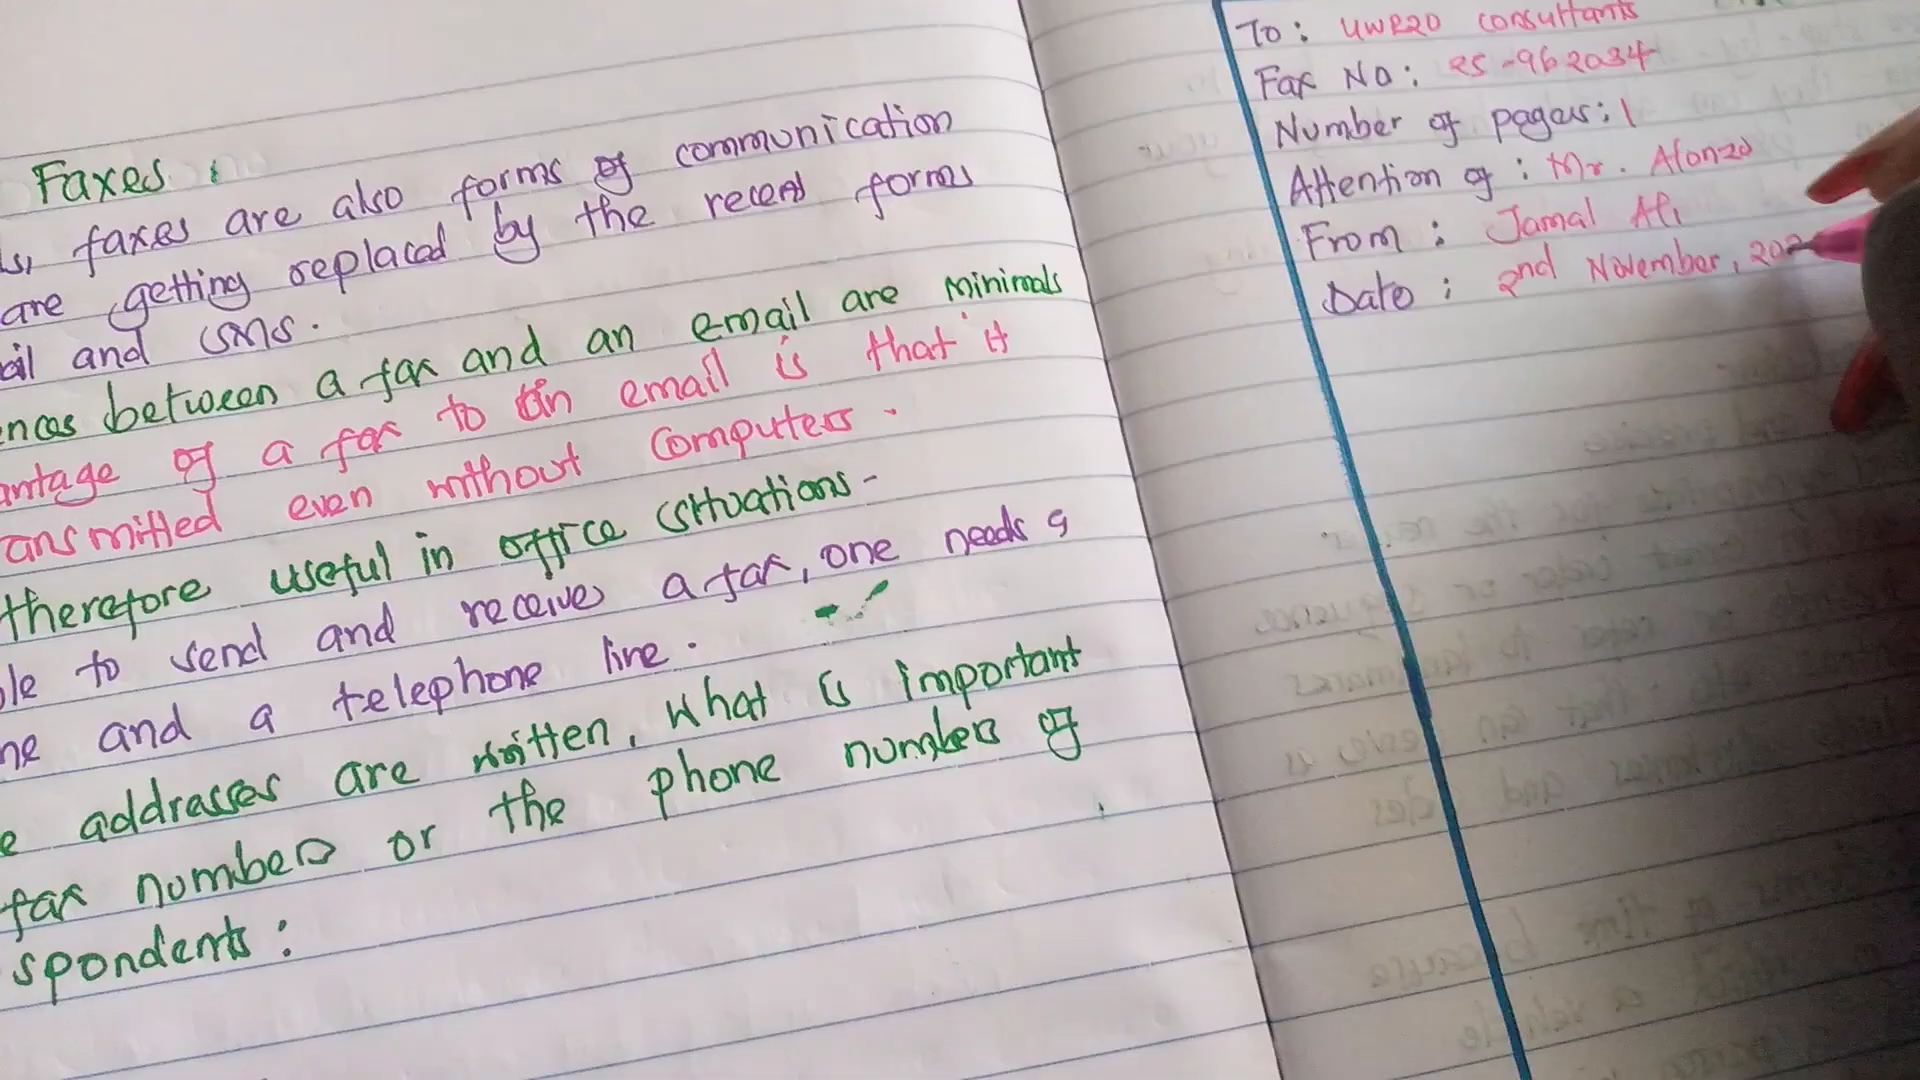 Faxes:
faxes are also forms of communication
are getting replaced by the recent forms
ail and SMS.
nces between a fax and an email are minimals
antage of a fax to an email is that it
ansmitted even without computers.
therefore useful in office situations-
le to send and receive a fax, one needs a
ne and a telephone line.
e addresses are written, what is important
fax numbers or the phone numbers of
spondents:
To: UWEZO consultants
Fax No: 25-962034
Number of pages: 1
Attention of: Mr. Alonzo
From: Jamal Ali
Date: 2nd November, 202